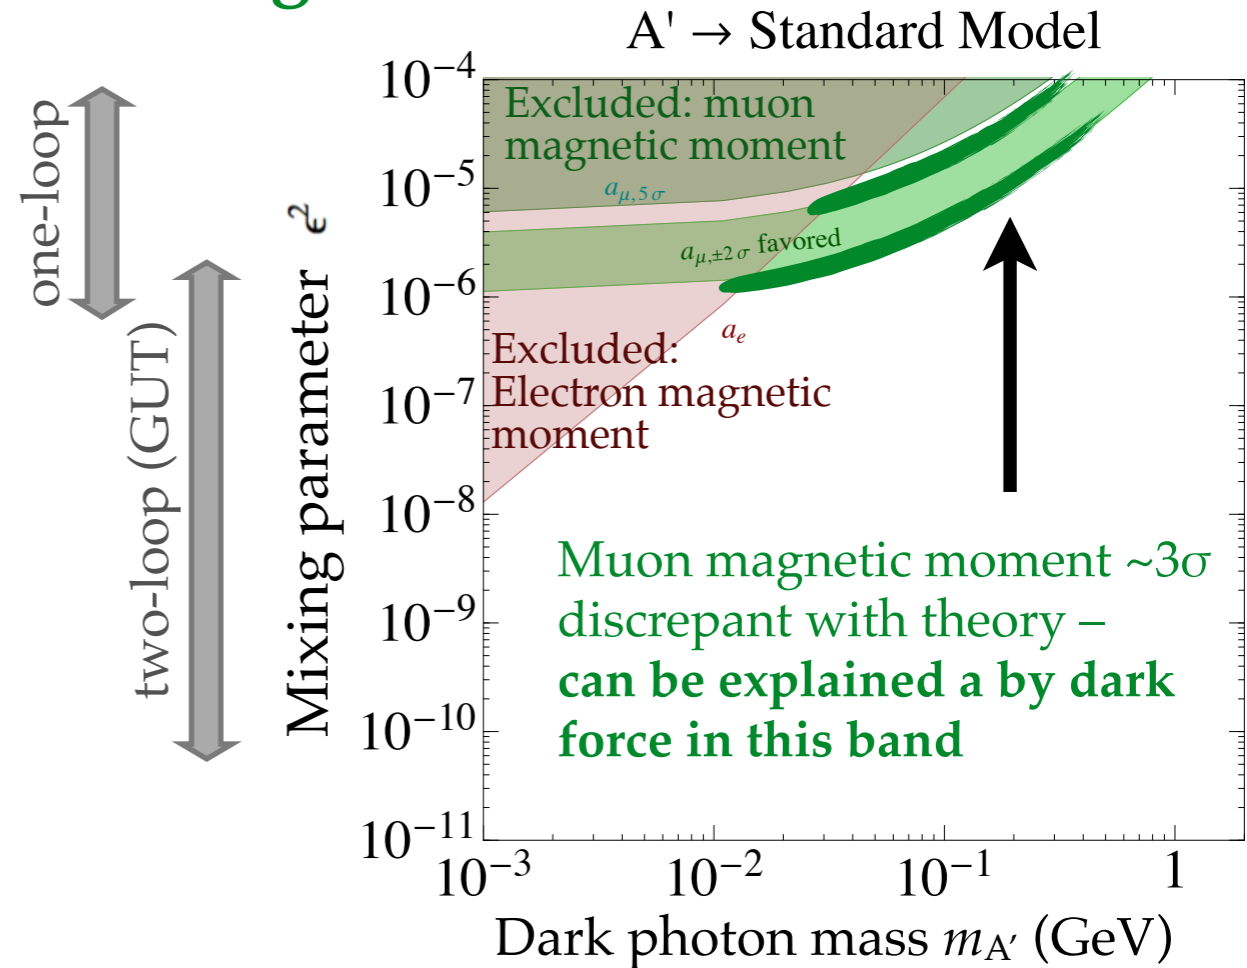 A' → Standard Model
one-loop
two-loop (GUT)
Mixing parameter ϵ²
10⁻⁴
10⁻⁵
10⁻⁶
10⁻⁷
10⁻⁸
10⁻⁹
10⁻¹⁰
10⁻¹¹
Excluded: muon
magnetic moment
a_{μ,5σ}
a_{μ,±2σ} favored
a_e
Excluded:
Electron magnetic
moment
Muon magnetic moment ~3σ
discrepant with theory –
can be explained a by dark
force in this band
10⁻³ 10⁻² 10⁻¹ 1
Dark photon mass m_{A′} (GeV)